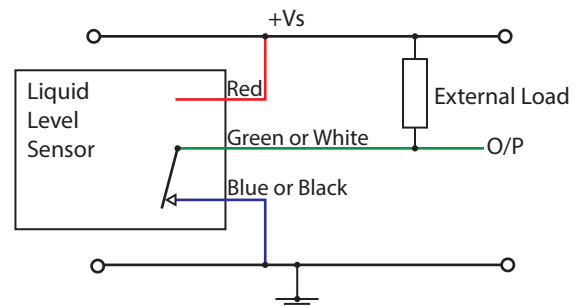 +Vs
Liquid
Level
Sensor
Red
External Load
Green or White
O/P
Blue or Black